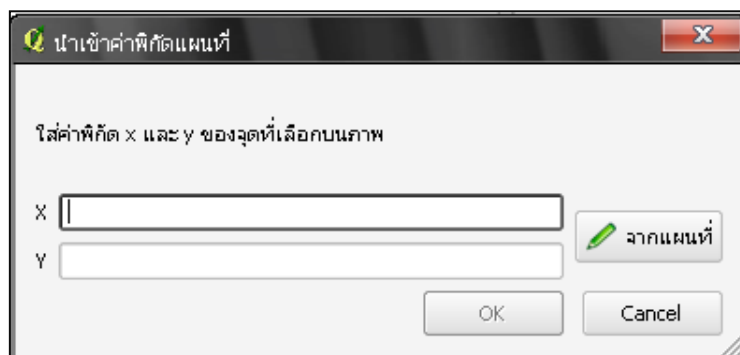 นำเข้าค่าพิกัดแผนที่
ใส่ค่าพิกัด x และ y ของจุดที่เลือกบนภาพ
X
จากแผนที่
Y
OK Cancel